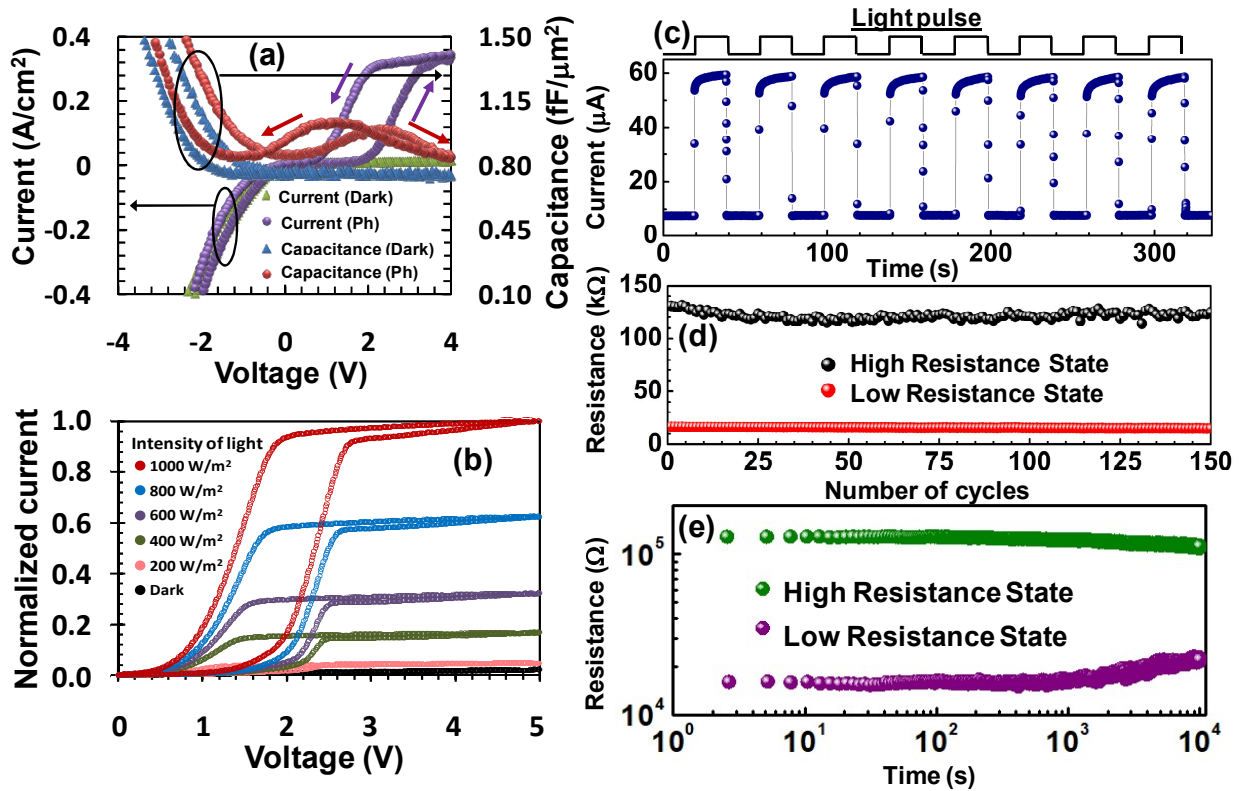 (a)
Current (A/cm²)
0.4
0.2
0
-0.2
-0.4
Capacitance (fF/μm²)
1.50
1.15
0.80
0.45
0.10
Current (Dark)
Current (Ph)
Capacitance (Dark)
Capacitance (Ph)
-4 -2 0 2 4
Voltage (V)
(b)
Normalized current
1.0
0.8
0.6
0.4
0.2
0.0
Intensity of light
1000 W/m²
800 W/m²
600 W/m²
400 W/m²
200 W/m²
Dark
0 1 2 3 4 5
Voltage (V)
(c)
Light pulse
Current (μA)
60
40
20
0
0 100 200 300
Time (s)
(d)
Resistance (kΩ)
150
100
50
0
High Resistance State
Low Resistance State
0 25 50 75 100 125 150
Number of cycles
(e)
Resistance (Ω)
10⁵
10⁴
High Resistance State
Low Resistance State
10⁰ 10¹ 10² 10³ 10⁴
Time (s)